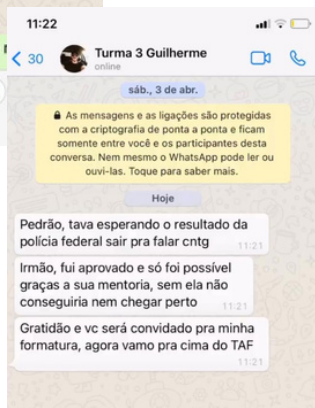 11:22
30
Turma 3 Guilherme
online
sáb., 3 de abr.
As mensagens e as ligações são protegidas
com a criptografia de ponta a ponta e ficam
somente entre você e os participantes desta
conversa. Nem mesmo o WhatsApp pode ler ou
ouvi-las. Toque para saber mais.
Hoje
Pedrão, tava esperando o resultado da
polícia federal sair pra falar cntg
11:21
Irmão, fui aprovado e só foi possível
graças a sua mentoria, sem ela não
conseguiria nem chegar perto
11:21
Gratidão e vc será convidado pra minha
formatura, agora vamo pra cima do TAF
11:21